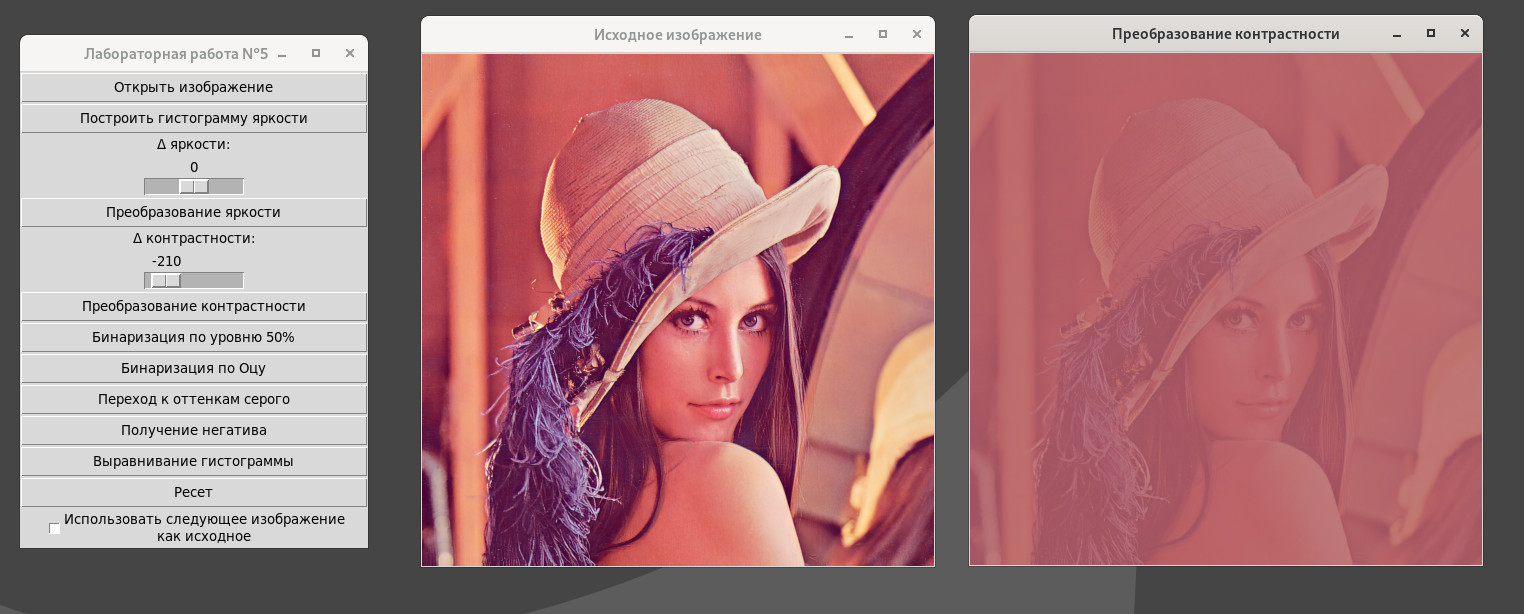 Лабораторная работа №5
Открыть изображение
Построить гистограмму яркости
Δ яркости:
0
Преобразование яркости
Δ контрастности:
-210
Преобразование контрастности
Бинаризация по уровню 50%
Бинаризация по Оцу
Переход к оттенкам серого
Получение негатива
Выравнивание гистограммы
Ресет
Использовать следующее изображение
как исходное
Исходное изображение
Преобразование контрастности